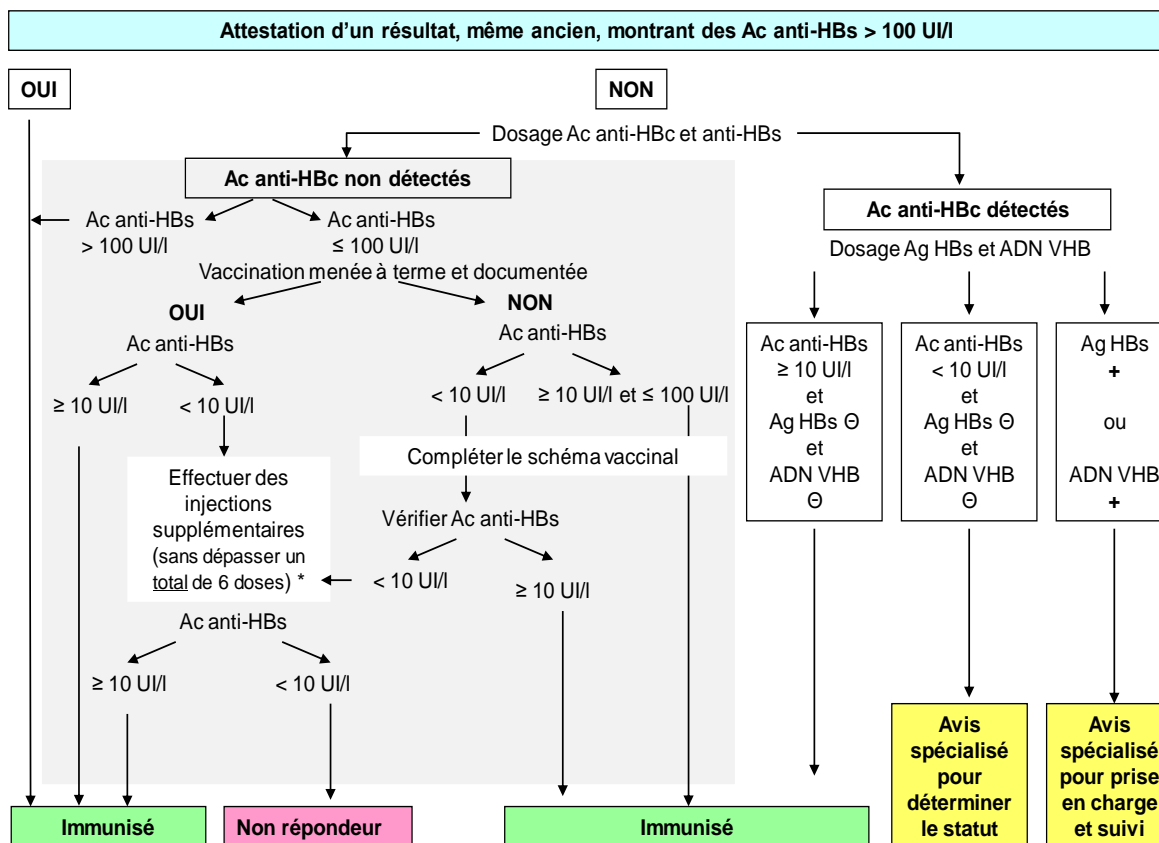 Attestation d’un résultat, même ancien, montrant des Ac anti-HBs > 100 UI/l
OUI
NON
Dosage Ac anti-HBc et anti-HBs
Ac anti-HBc non détectés
Ac anti-HBs
> 100 UI/l
Ac anti-HBs
≤ 100 UI/l
Vaccination menée à terme et documentée
OUI
Ac anti-HBs
≥ 10 UI/l
< 10 UI/l
Effectuer des
injections
supplémentaires
(sans dépasser un
total de 6 doses) *
Ac anti-HBs
≥ 10 UI/l
< 10 UI/l
NON
Ac anti-HBs
< 10 UI/l
≥ 10 UI/l et ≤ 100 UI/l
Compléter le schéma vaccinal
Vérifier Ac anti-HBs
< 10 UI/l
≥ 10 UI/l
Ac anti-HBc détectés
Dosage Ag HBs et ADN VHB
Ac anti-HBs
≥ 10 UI/l
et
Ag HBs Θ
et
ADN VHB
Θ
Ac anti-HBs
< 10 UI/l
et
Ag HBs Θ
et
ADN VHB
Θ
Ag HBs
+
ou
ADN VHB
+
Immunisé
Non répondeur
Immunisé
Avis
spécialisé
pour
déterminer
le statut
Avis
spécialisé
pour prise
en charge
et suivi